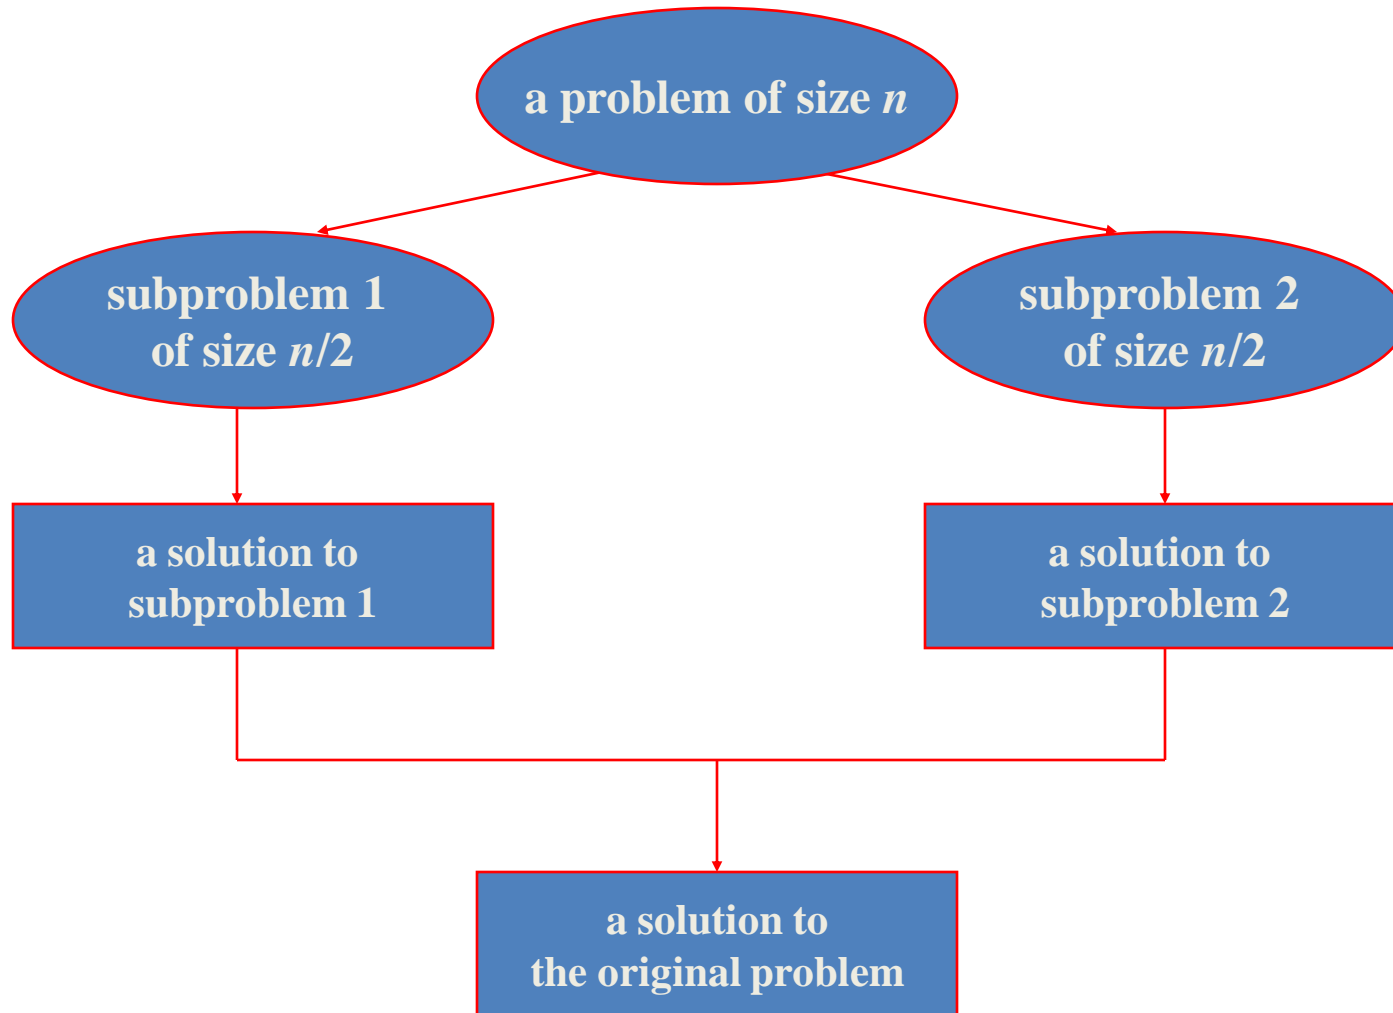 a problem of size n
subproblem 1
of size n/2
subproblem 2
of size n/2
a solution to
subproblem 1
a solution to
subproblem 2
a solution to
the original problem